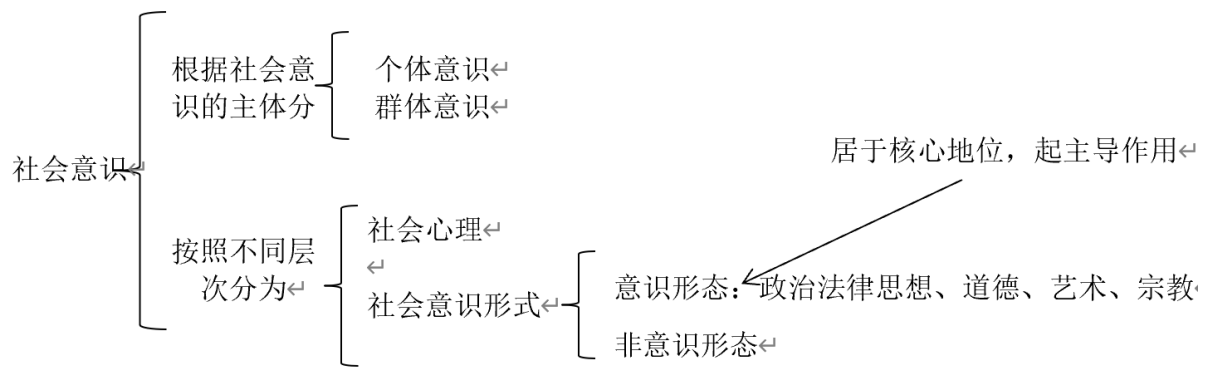 社会意识
根据社会意
识的主体分
个体意识
群体意识
居于核心地位，起主导作用
按照不同层
次分为
社会心理
社会意识形式
意识形态：政治法律思想、道德、艺术、宗教
非意识形态